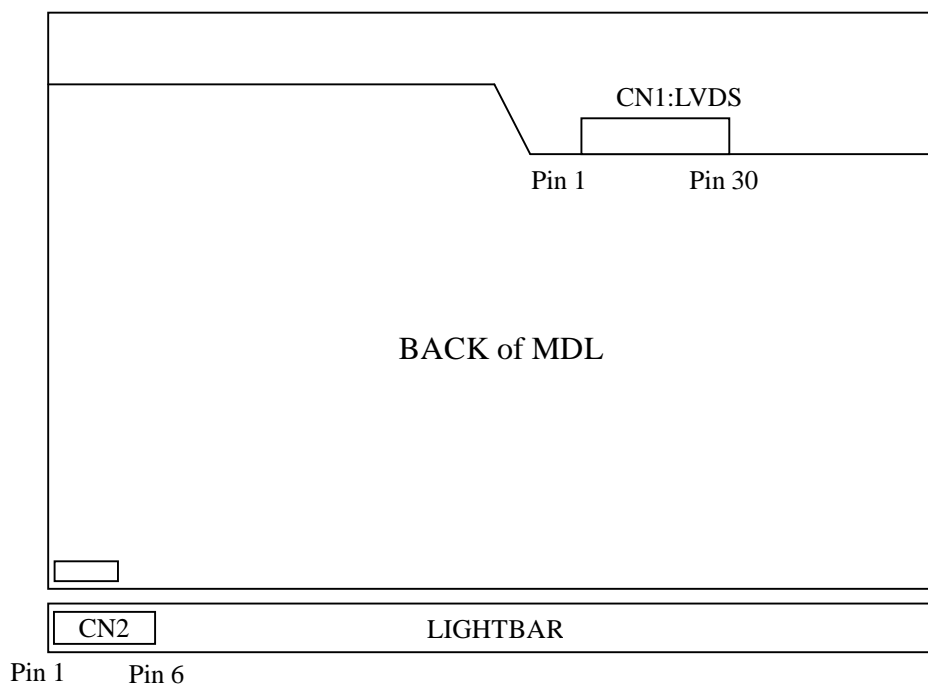 CN1:LVDS
Pin 1 Pin 30
BACK of MDL
CN2 LIGHTBAR
Pin 1 Pin 6